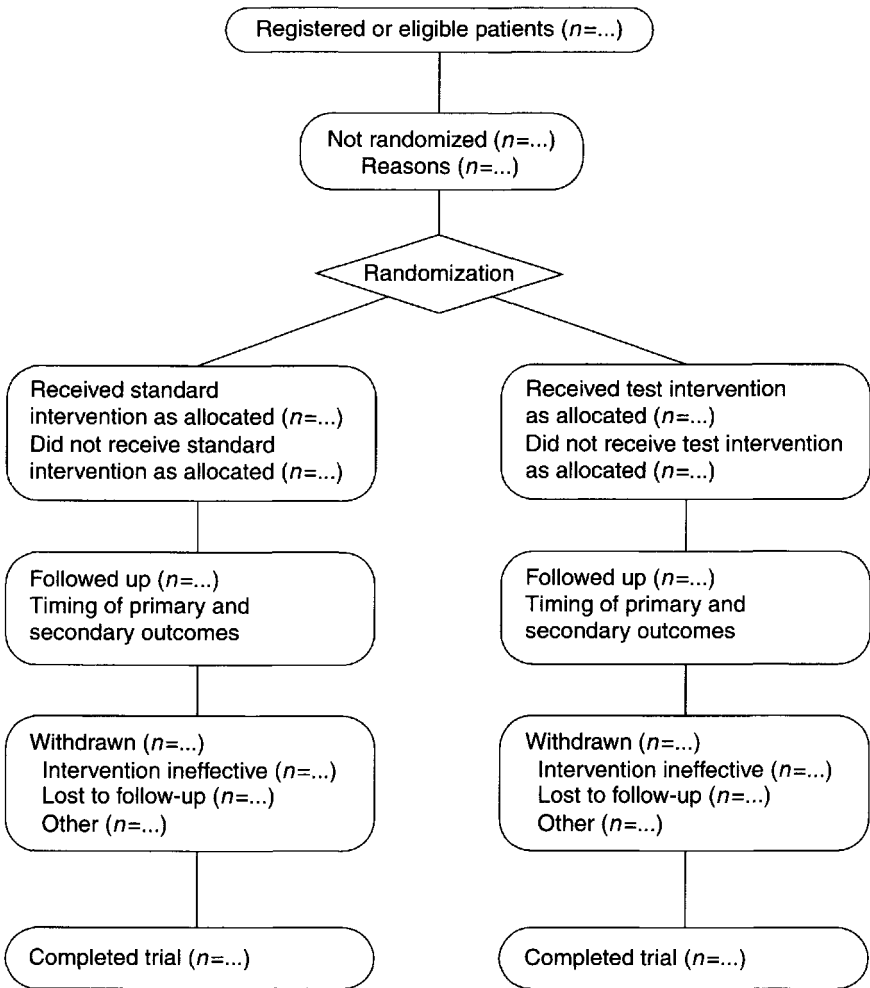 Registered or eligible patients (n=...)
Not randomized (n=...)
Reasons (n=...)
Randomization
Received standard
intervention as allocated (n=...)
Did not receive standard
intervention as allocated (n=...)
Received test intervention
as allocated (n=...)
Did not receive test intervention
as allocated (n=...)
Followed up (n=...)
Timing of primary and
secondary outcomes
Followed up (n=...)
Timing of primary and
secondary outcomes
Withdrawn (n=...)
Intervention ineffective (n=...)
Lost to follow-up (n=...)
Other (n=...)
Withdrawn (n=...)
Intervention ineffective (n=...)
Lost to follow-up (n=...)
Other (n=...)
Completed trial (n=...)
Completed trial (n=...)